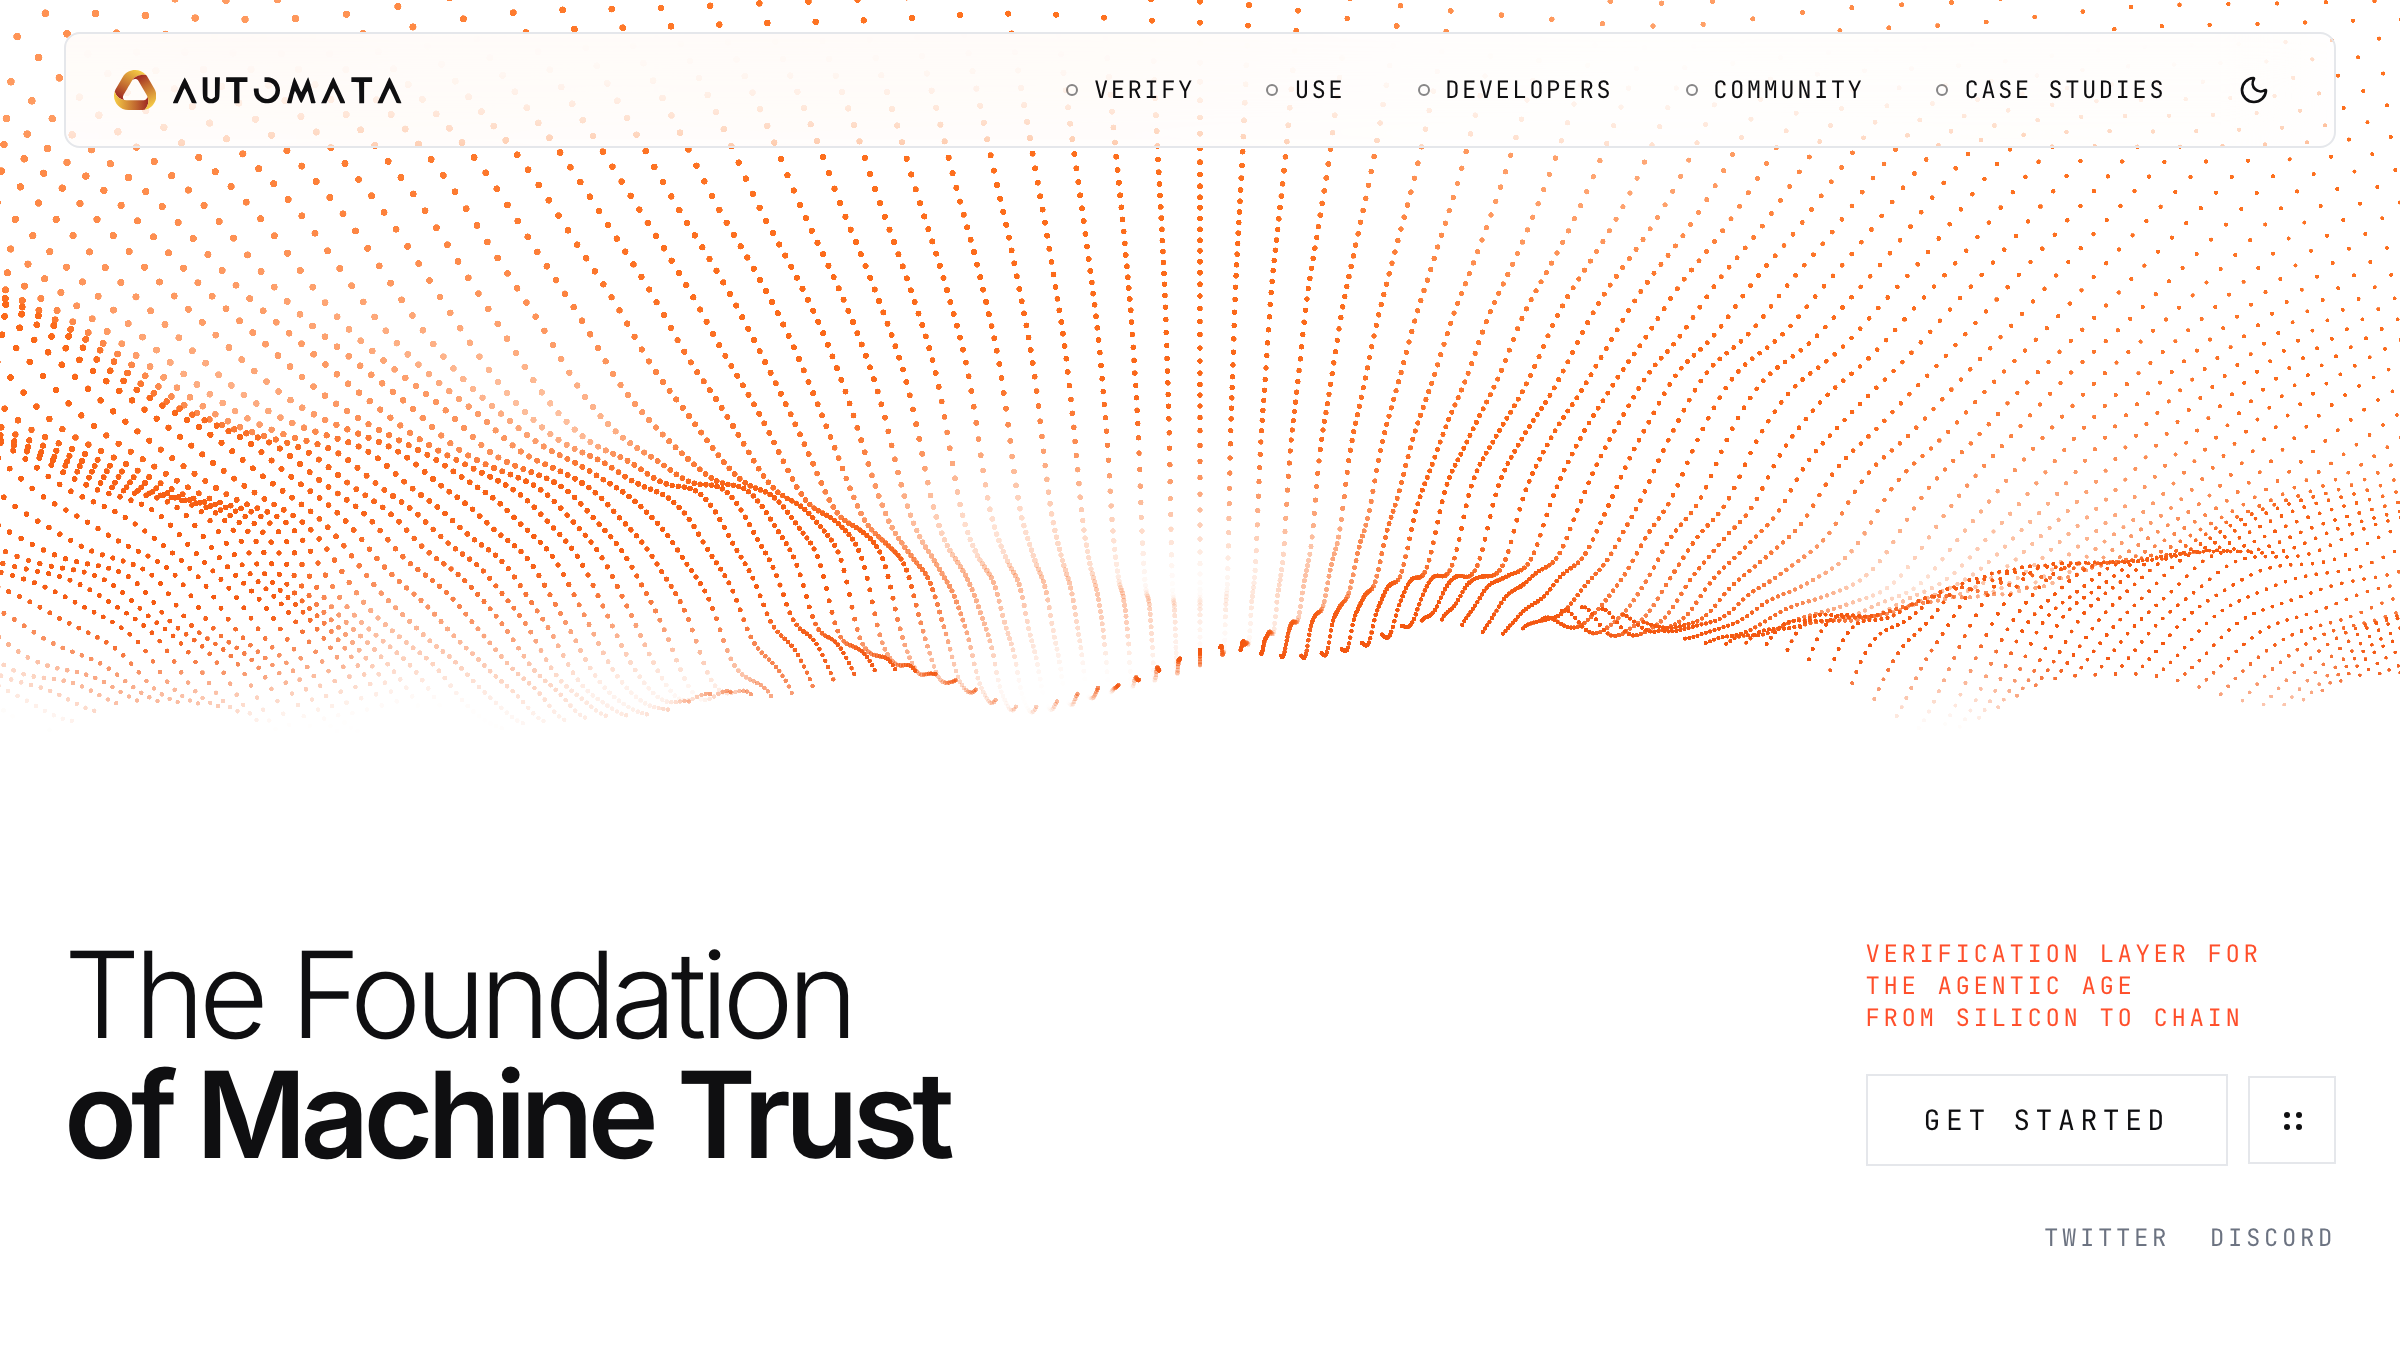 AUTOMATA
VERIFY
USE
DEVELOPERS
COMMUNITY
CASE STUDIES
The Foundation
of Machine Trust
VERIFICATION LAYER FOR
THE AGENTIC AGE
FROM SILICON TO CHAIN
GET STARTED
TWITTER
DISCORD